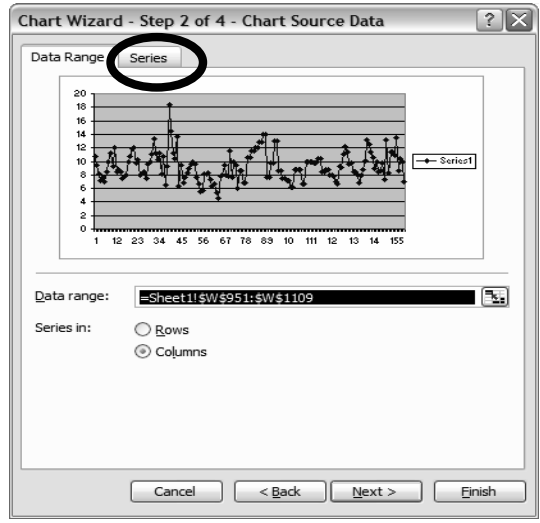 Chart Wizard - Step 2 of 4 - Chart Source Data
Data Range
Series
20
18
16
14
12
10
8
6
4
2
0
1 12 23 34 45 56 67 78 89 10 111 12 13 14 155
Series1
Data range:
=Sheet1!$W$951:$W$1109
Series in:
Rows
Columns
Cancel
< Back
Next >
Finish